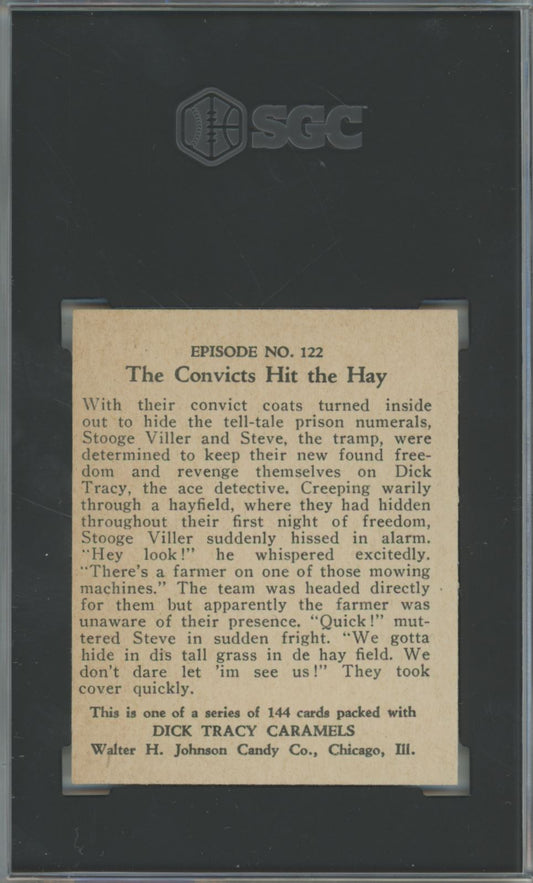 SGC
EPISODE NO. 122
The Convicts Hit the Hay
With their convict coats turned inside
out to hide the tell-tale prison numerals,
Stooge Viller and Steve, the tramp, were
determined to keep their new found free-
dom and revenge themselves on Dick
Tracy, the ace detective. Creeping warily
through a hayfield, where they had hidden
throughout their first night of freedom,
Stooge Viller suddenly hissed in alarm.
"Hey look!" he whispered excitedly.
"There's a farmer on one of those mowing
machines." The team was headed directly
for them but apparently the farmer was
unaware of their presence. "Quick!" mut-
tered Steve in sudden fright. "We gotta
hide in dis tall grass in de hay field. We
don't dare let 'im see us!" They took
cover quickly.
This is one of a series of 144 cards packed with
DICK TRACY CARAMELS
Walter H. Johnson Candy Co., Chicago, Ill.